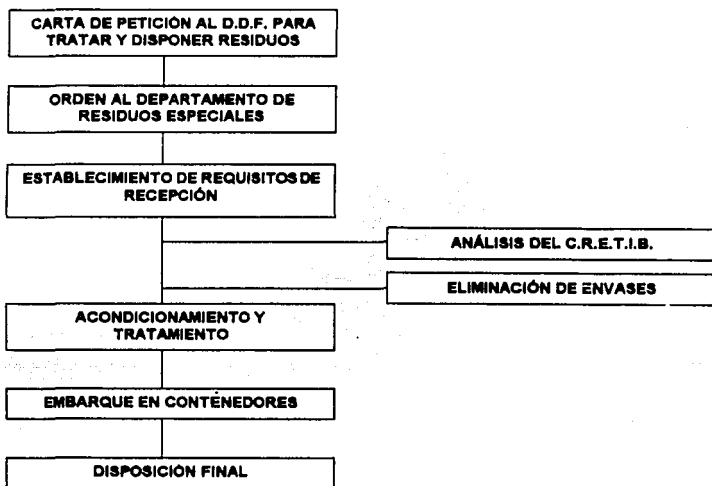 CARTA DE PETICIÓN AL D.D.F. PARA
TRATAR Y DISPONER RESIDUOS
ORDEN AL DEPARTAMENTO DE
RESIDUOS ESPECIALES
ESTABLECIMIENTO DE REQUISITOS DE
RECEPCIÓN
ANÁLISIS DEL C.R.E.T.I.B.
ELIMINACIÓN DE ENVASES
ACONDICIONAMIENTO Y
TRATAMIENTO
EMBARQUE EN CONTENEDORES
DISPOSICIÓN FINAL